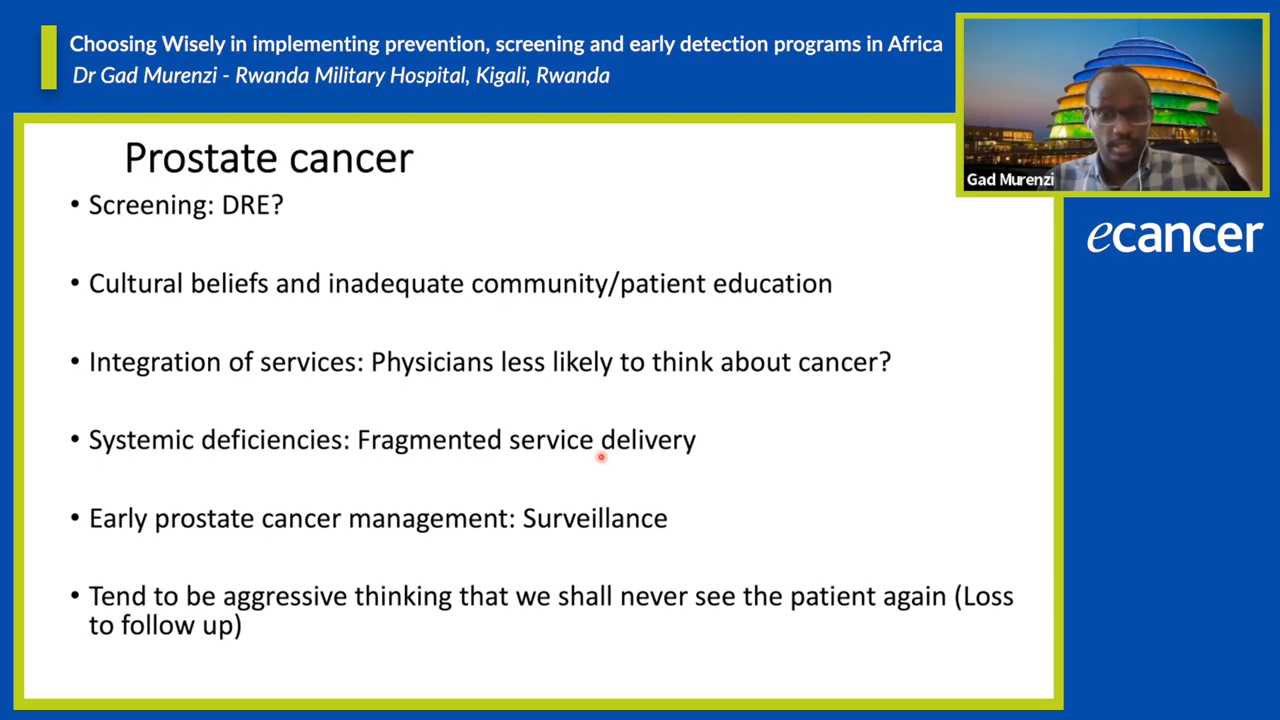 Choosing Wisely in implementing prevention, screening and early detection programs in Africa
Dr Gad Murenzi - Rwanda Military Hospital, Kigali, Rwanda
Gad Murenzi
ecancer
Prostate cancer
• Screening: DRE?
• Cultural beliefs and inadequate community/patient education
• Integration of services: Physicians less likely to think about cancer?
• Systemic deficiencies: Fragmented service delivery
• Early prostate cancer management: Surveillance
• Tend to be aggressive thinking that we shall never see the patient again (Loss
to follow up)